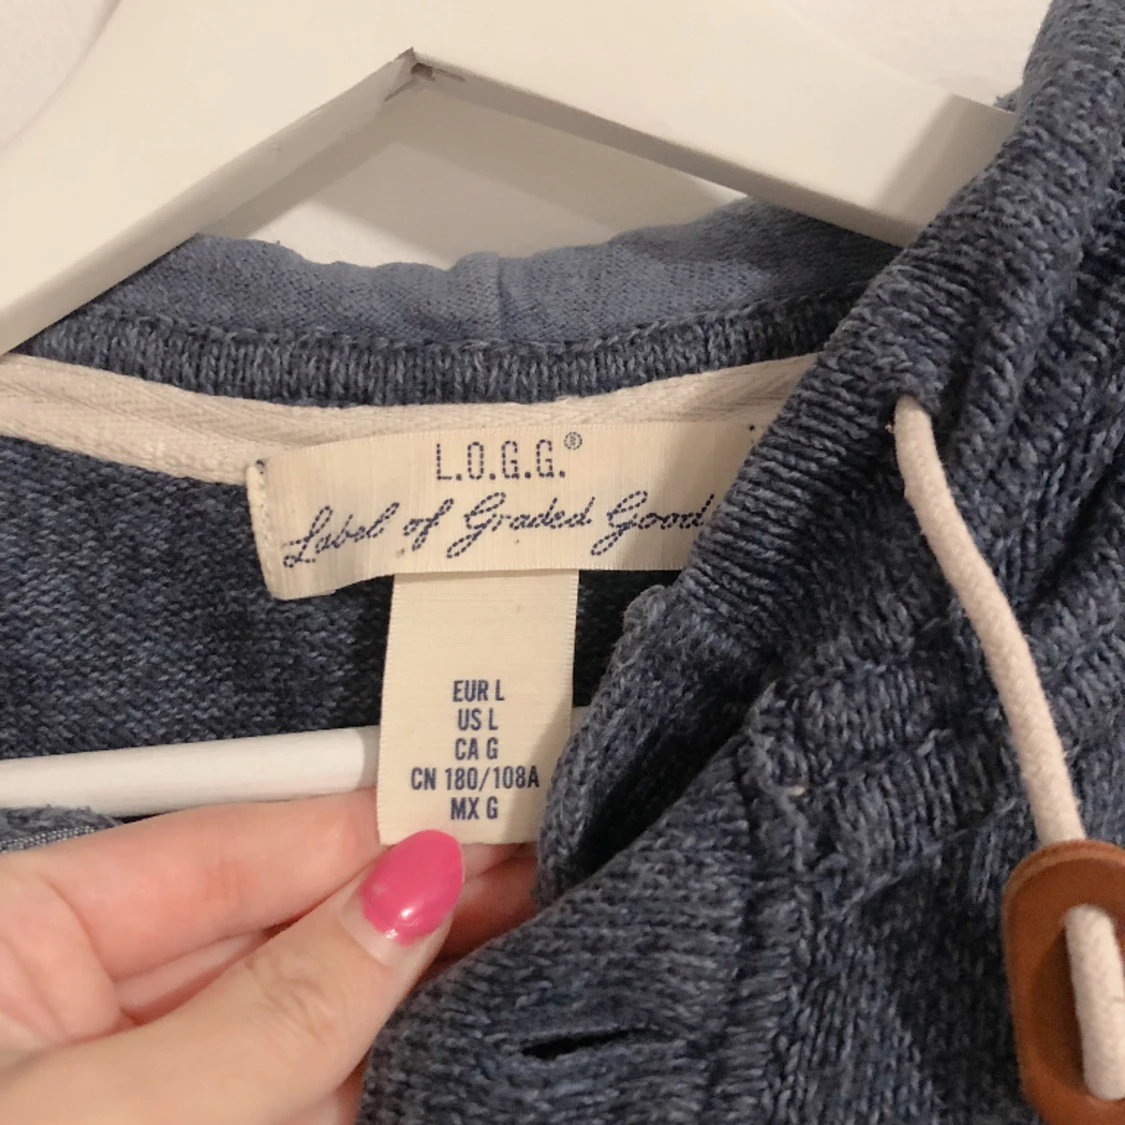 L.O.G.G.®
Label of Graded Good
EUR L
US L
CA G
CN 180/108A
MX G